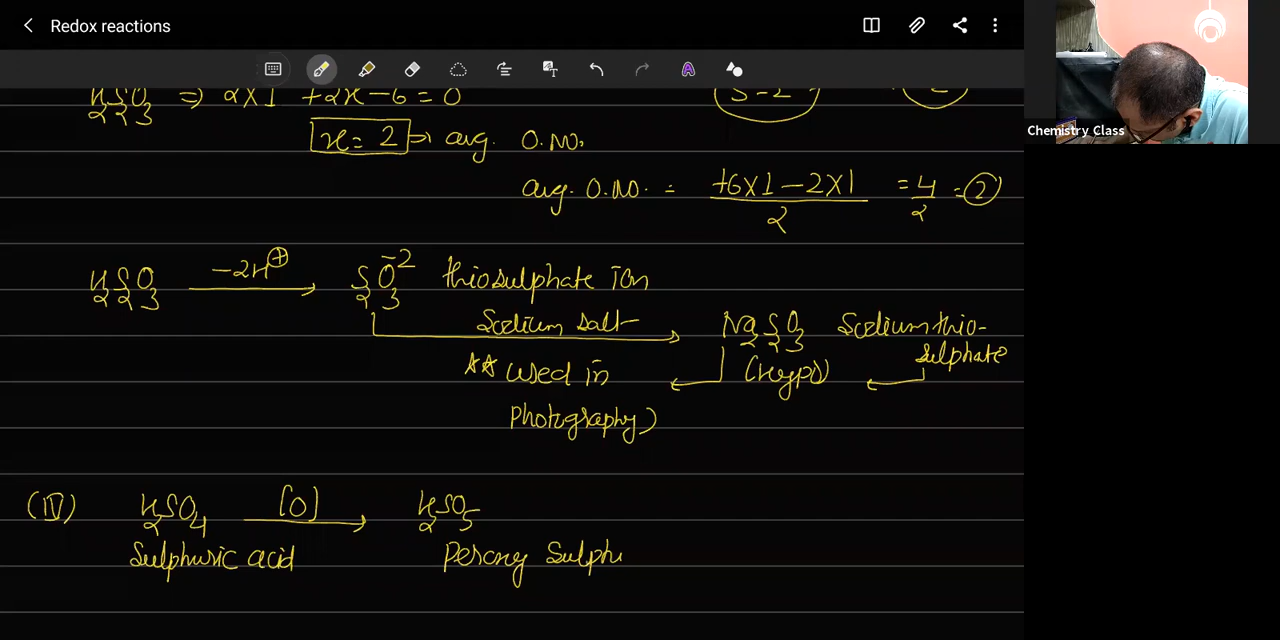 Redox reactions
Chemistry Class
H2S2O3 ⇒ 2×1 +2x−6 = 0
S−2
x = 2 → avg. O.NO.
avg. O.NO. = +6×1 −2×1 / 2 = 4/2 = 2
H2S2O3 −2H⊕ → S2O3−2 thiosulphate ion
Sodium salt → Na2S2O3 Sodium thio-
sulphate
** used in (Hypo)
Photography)
(IV) H2SO4 [O] → H2SO5
Sulphuric acid Peroxy Sulphu